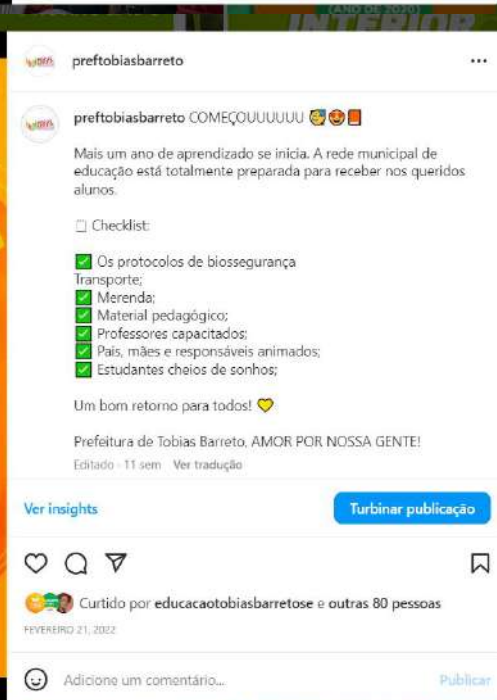 (ANO DE 2020)
INTERIOR
preftobiasbarreto
preftobiasbarreto COMEÇOUUUUUU
Mais um ano de aprendizado se inicia. A rede municipal de
educação está totalmente preparada para receber nos queridos
alunos.
Checklist:
Os protocolos de biossegurança
Transporte;
Merenda;
Material pedagógico;
Professores capacitados;
Pais, mães e responsáveis animados;
Estudantes cheios de sonhos;
Um bom retorno para todos!
Prefeitura de Tobias Barreto, AMOR POR NOSSA GENTE!
Editado · 11 sem Ver tradução
Ver insights
Turbinar publicação
Curtido por educacaotobiasbarretose e outras 80 pessoas
FEVEREIRO 21, 2022
Adicione um comentário...
Publicar